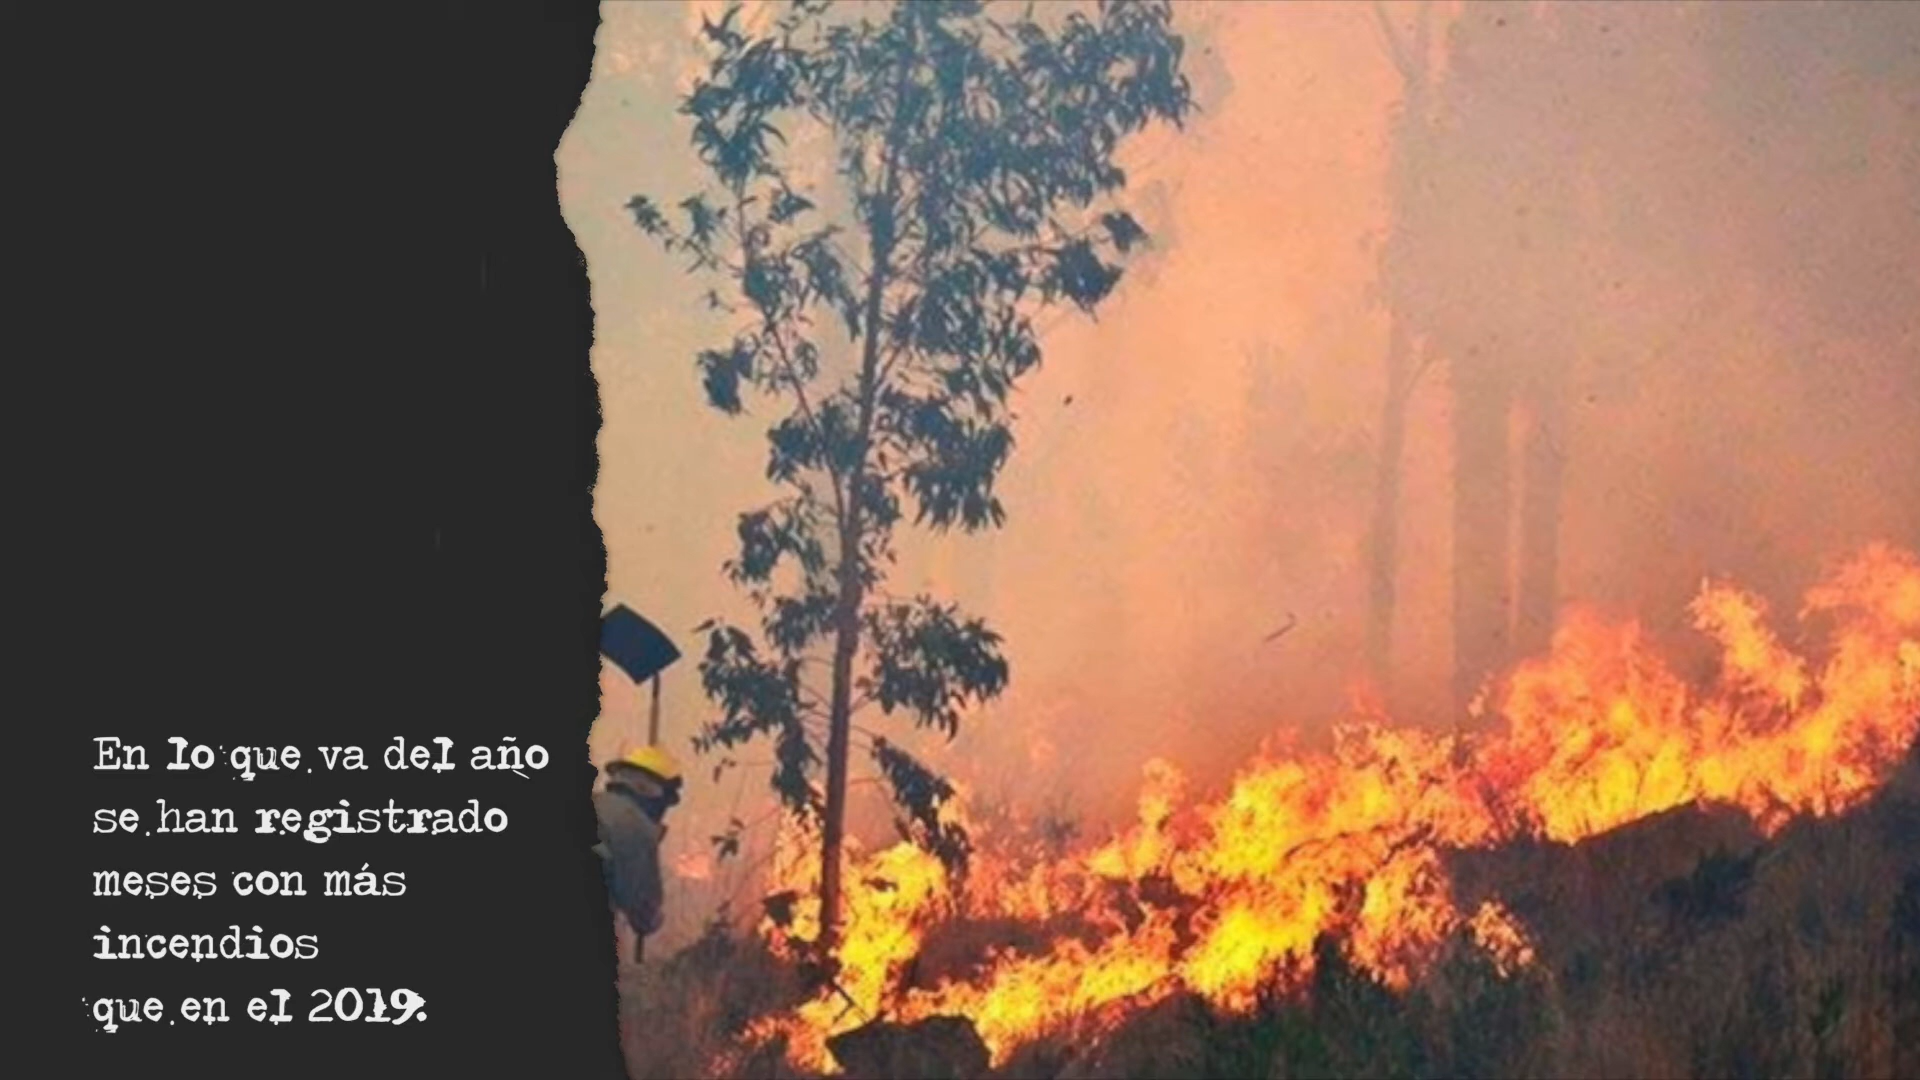 En lo que va del año
se han registrado
meses con más
incendios
que en el 2019.